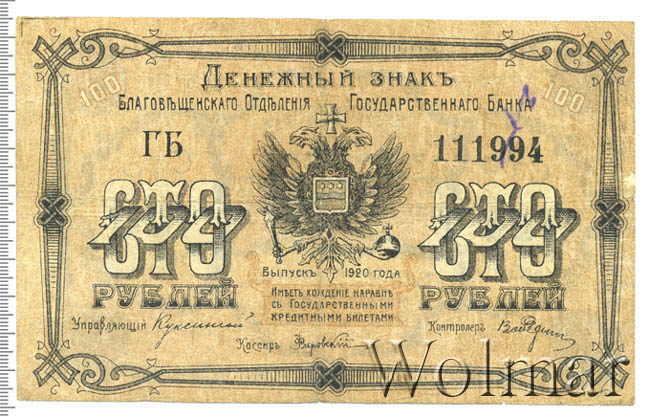 Денежный знакъ
100 Благовѣщенскаго Отдѣленія Государственнаго Банка 100
ГБ 111994
СТО СТО
РУБЛЕЙ РУБЛЕЙ
Выпускъ 1920 года
Имѣтъ хожденіе наравнѣ
съ Государственными
кредитными билетами
Управляющій Контролеръ
Кассиръ
Wolmar